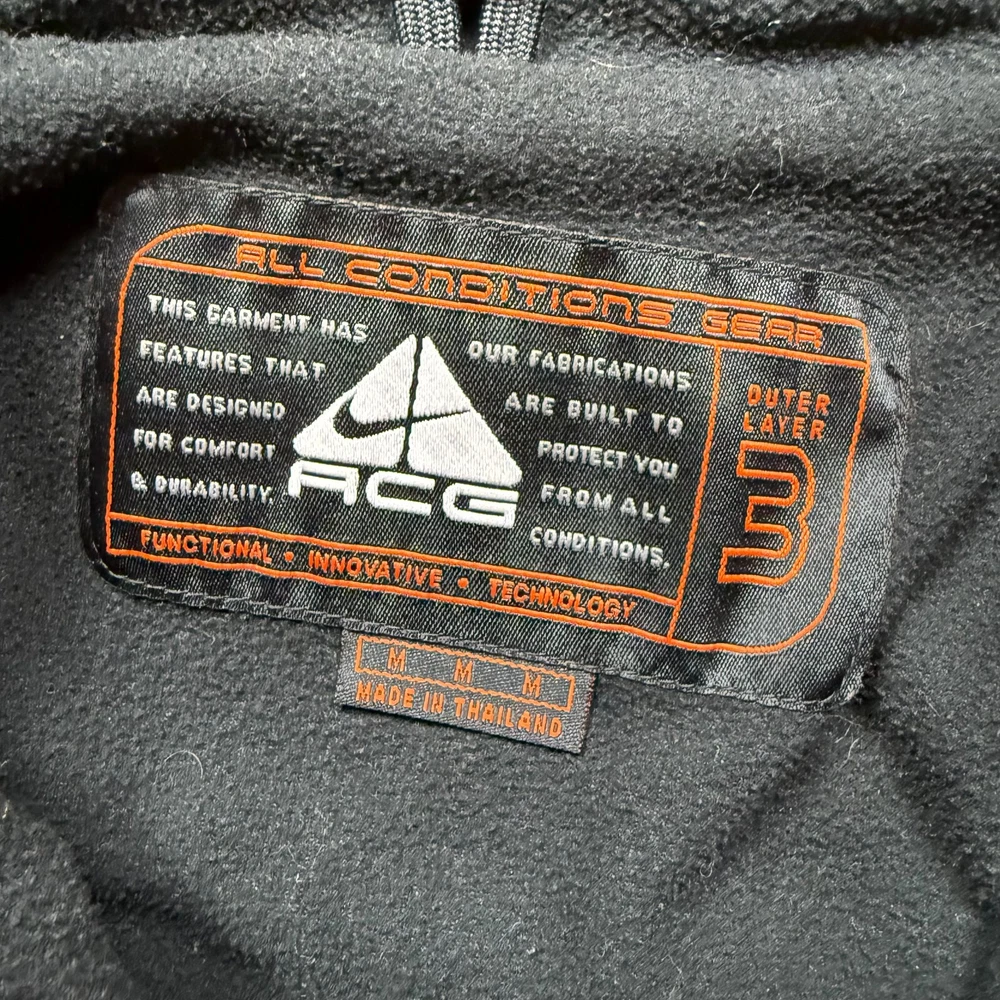 ALL CONDITIONS GEAR
THIS GARMENT HAS
FEATURES THAT
ARE DESIGNED
FOR COMFORT
& DURABILITY.
ACG
OUR FABRICATIONS
ARE BUILT TO
PROTECT YOU
FROM ALL
CONDITIONS.
OUTER
LAYER
3
FUNCTIONAL • INNOVATIVE • TECHNOLOGY
M M M
MADE IN THAILAND